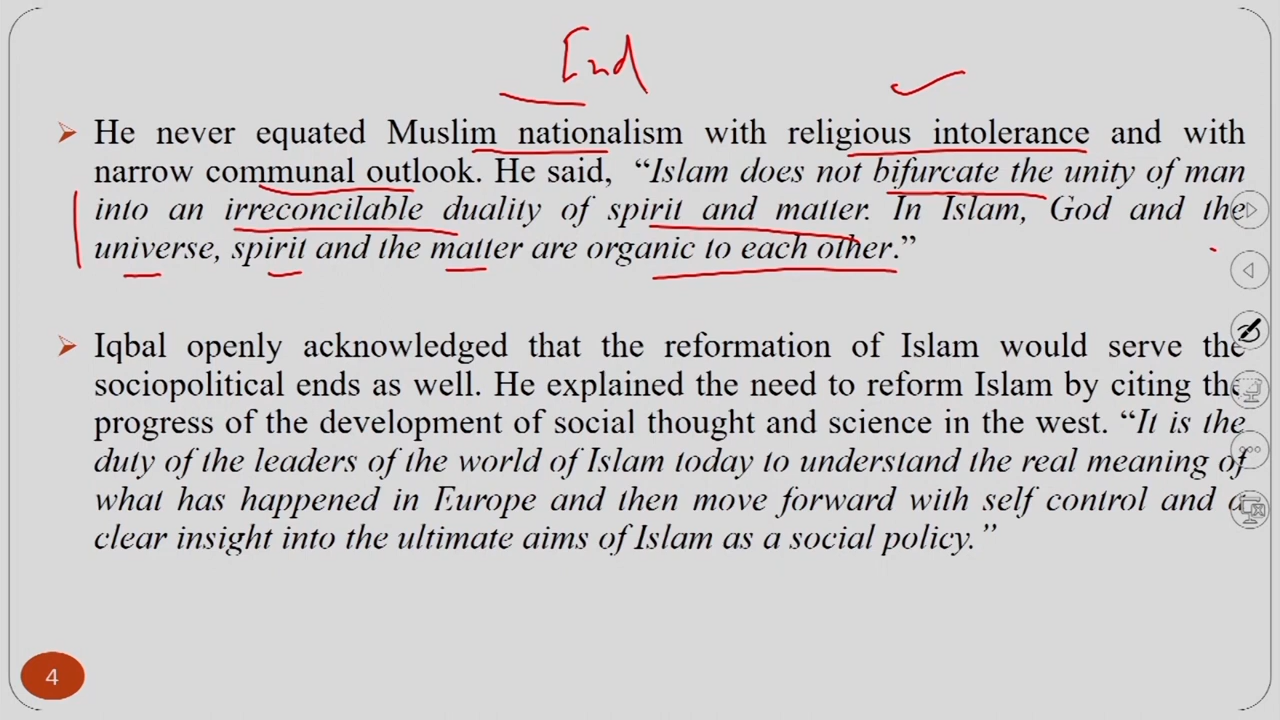 End
He never equated Muslim nationalism with religious intolerance and with
narrow communal outlook. He said, “Islam does not bifurcate the unity of man
into an irreconcilable duality of spirit and matter. In Islam, God and the
universe, spirit and the matter are organic to each other.”
Iqbal openly acknowledged that the reformation of Islam would serve the
sociopolitical ends as well. He explained the need to reform Islam by citing the
progress of the development of social thought and science in the west. “It is the
duty of the leaders of the world of Islam today to understand the real meaning of
what has happened in Europe and then move forward with self control and a
clear insight into the ultimate aims of Islam as a social policy.”
4